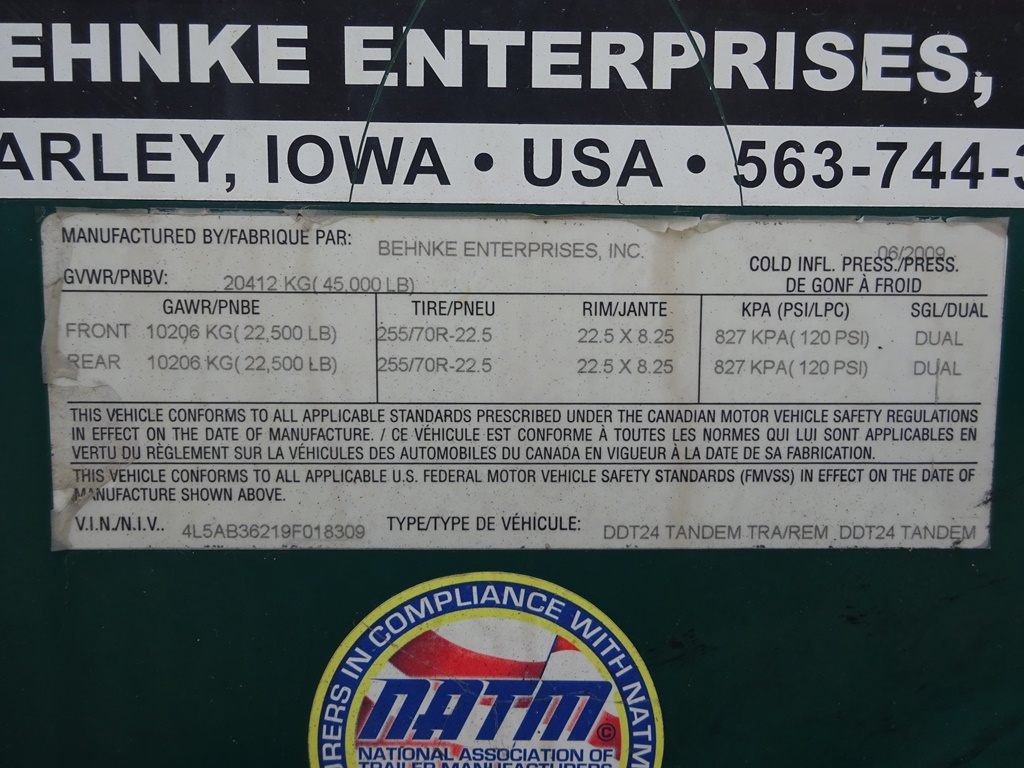 EHNKE ENTERPRISES,
ARLEY, IOWA • USA • 563-744-3
MANUFACTURED BY/FABRIQUE PAR: BEHNKE ENTERPRISES, INC. 06/2009
GVWR/PNBV: 20412 KG( 45,000 LB) COLD INFL. PRESS./PRESS.
DE GONF À FROID
GAWR/PNBE TIRE/PNEU RIM/JANTE KPA (PSI/LPC) SGL/DUAL
FRONT 10206 KG( 22,500 LB) 255/70R-22.5 22.5 X 8.25 827 KPA( 120 PSI) DUAL
REAR 10206 KG( 22,500 LB) 255/70R-22.5 22.5 X 8.25 827 KPA( 120 PSI) DUAL
THIS VEHICLE CONFORMS TO ALL APPLICABLE STANDARDS PRESCRIBED UNDER THE CANADIAN MOTOR VEHICLE SAFETY REGULATIONS
IN EFFECT ON THE DATE OF MANUFACTURE. / CE VÉHICULE EST CONFORME À TOUTES LES NORMES QUI LUI SONT APPLICABLES EN
VERTU DU RÈGLEMENT SUR LA VÉHICULES DES AUTOMOBILES DU CANADA EN VIGUEUR À LA DATE DE SA FABRICATION.
THIS VEHICLE CONFORMS TO ALL APPLICABLE U.S. FEDERAL MOTOR VEHICLE SAFETY STANDARDS (FMVSS) IN EFFECT ON THE DATE OF
MANUFACTURE SHOWN ABOVE.
V.I.N./N.I.V.. 4L5AB36219F018309 TYPE/TYPE DE VÉHICULE: DDT24 TANDEM TRA/REM DDT24 TANDEM
URERS IN COMPLIANCE WITH NATM
NATM ©
NATIONAL ASSOCIATION OF
TRAILER MANUFACTURERS